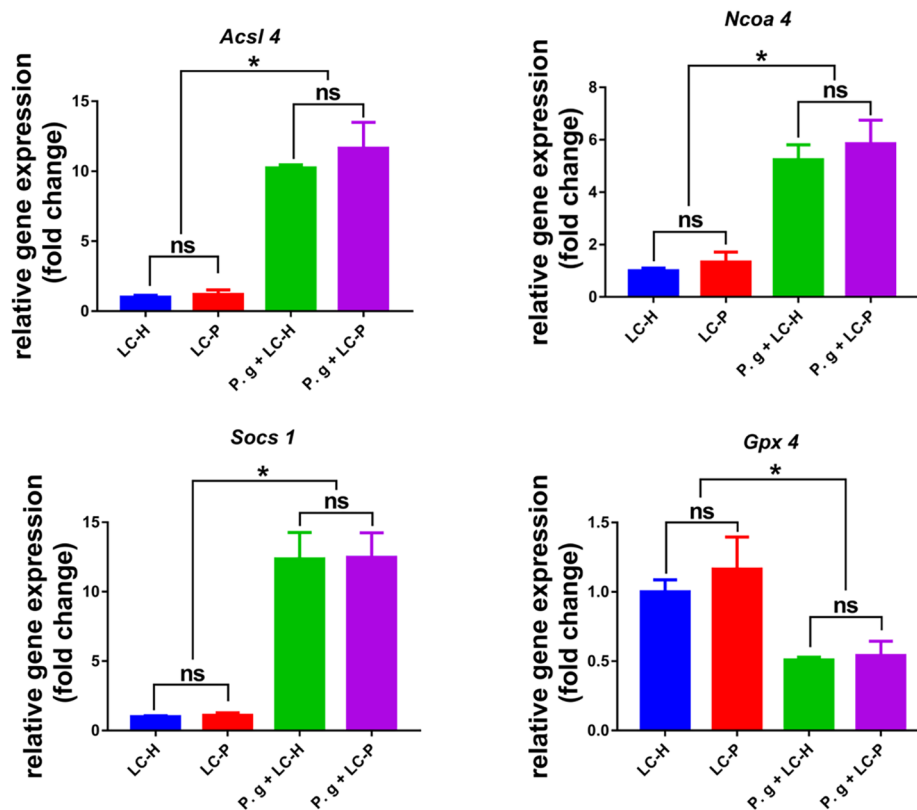 Acsl 4
*
ns
ns
relative gene expression
(fold change)
15
10
5
0
LC-H
LC-P
P. g + LC-H
P. g + LC-P
Ncoa 4
*
ns
ns
relative gene expression
(fold change)
8
6
4
2
0
LC-H
LC-P
P. g + LC-H
P. g + LC-P
Socs 1
*
ns
ns
relative gene expression
(fold change)
15
10
5
0
LC-H
LC-P
P. g + LC-H
P. g + LC-P
Gpx 4
*
ns
ns
relative gene expression
(fold change)
1.5
1.0
0.5
0.0
LC-H
LC-P
P. g + LC-H
P. g + LC-P